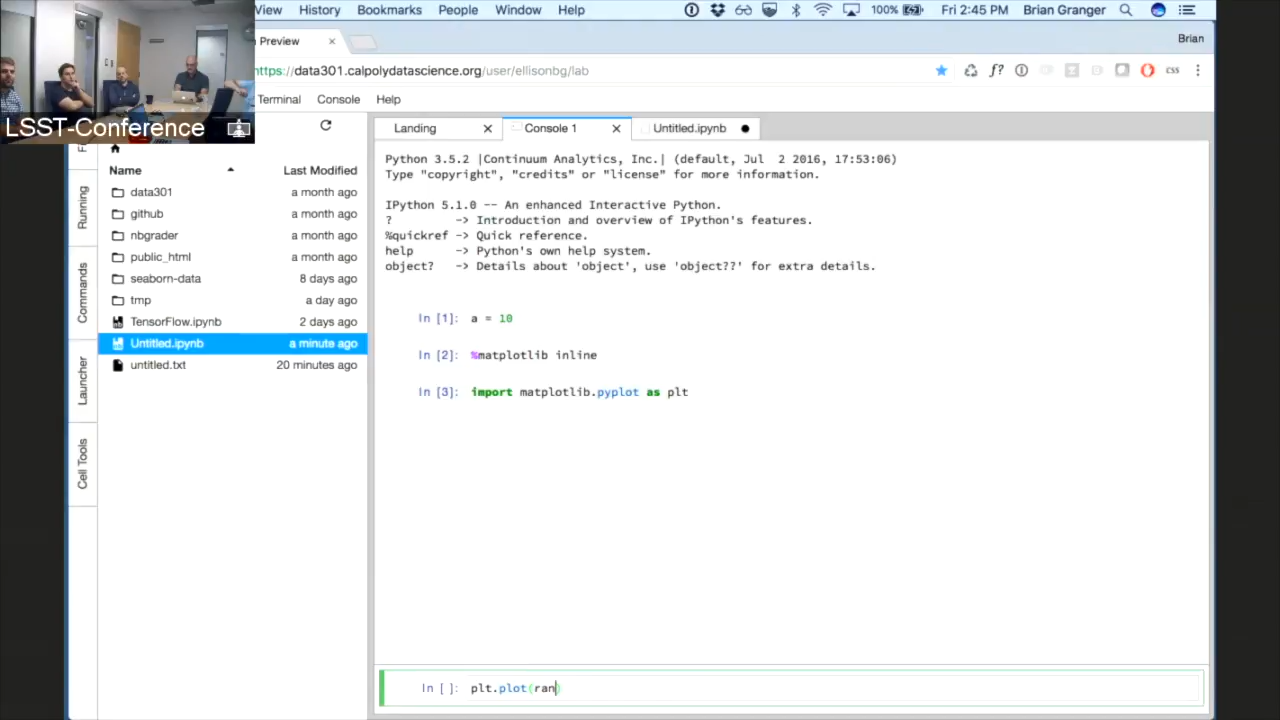 View History Bookmarks People Window Help 100% Fri 2:45 PM Brian Granger
Preview
Brian
https://data301.calpolydatascience.org/user/ellisonbg/lab
f? CSS
Terminal Console Help
LSST-Conference
Landing Console 1 Untitled.ipynb
Name Last Modified
data301 a month ago
github a month ago
nbgrader a month ago
public_html a month ago
seaborn-data 8 days ago
tmp a day ago
TensorFlow.ipynb 2 days ago
Untitled.ipynb a minute ago
untitled.txt 20 minutes ago
Running
Commands
Launcher
Cell Tools
Python 3.5.2 |Continuum Analytics, Inc.| (default, Jul  2 2016, 17:53:06)
Type "copyright", "credits" or "license" for more information.
IPython 5.1.0 -- An enhanced Interactive Python.
?         -> Introduction and overview of IPython's features.
%quickref -> Quick reference.
help      -> Python's own help system.
object?   -> Details about 'object', use 'object??' for extra details.
In [1]: a = 10
In [2]: %matplotlib inline
In [3]: import matplotlib.pyplot as plt
In [ ]: plt.plot(ran)